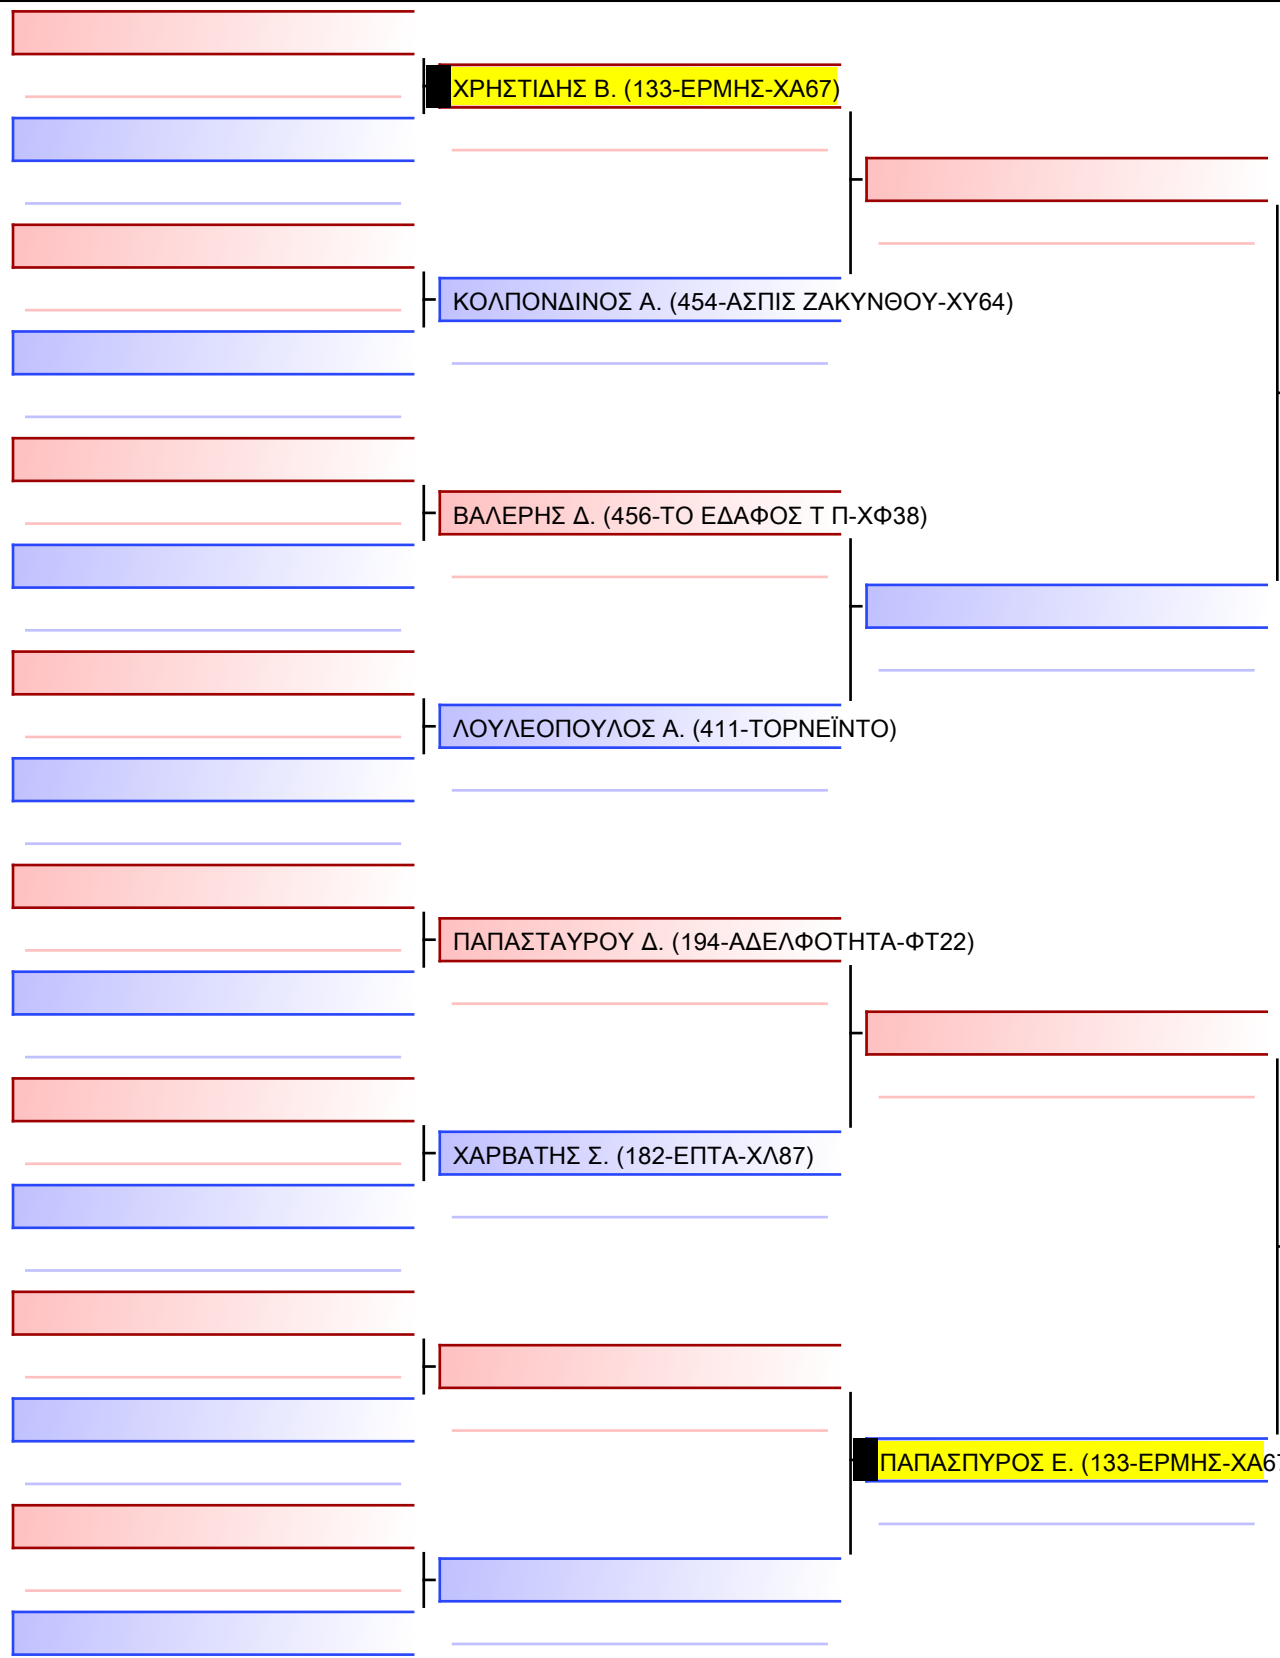 ΧΡΗΣΤΙΔΗΣ Β. (133-ΕΡΜΗΣ-ΧΑ67)
ΚΟΛΠΟΝΔΙΝΟΣ Α. (454-ΑΣΠΙΣ ΖΑΚΥΝΘΟΥ-ΧΥ64)
ΒΑΛΕΡΗΣ Δ. (456-ΤΟ ΕΔΑΦΟΣ Τ Π-ΧΦ38)
ΛΟΥΛΕΟΠΟΥΛΟΣ Α. (411-ΤΟΡΝΕΪΝΤΟ)
ΠΑΠΑΣΤΑΥΡΟΥ Δ. (194-ΑΔΕΛΦΟΤΗΤΑ-ΦΤ22)
ΧΑΡΒΑΤΗΣ Σ. (182-ΕΠΤΑ-ΧΛ87)
ΠΑΠΑΣΠΥΡΟΣ Ε. (133-ΕΡΜΗΣ-ΧΑ67